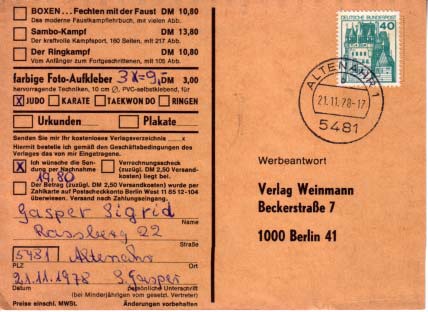 BOXEN...Fechten mit der Faust DM 10,80
Das moderne Faustkampflehrbuch, mit vielen Abb.
Sambo-Kampf DM 13,80
Der kraftvolle Kampfsport, 160 Seiten, mit 217 Abb.
Der Ringkampf DM 10,80
Vom Anfänger zum Fortgeschrittenen, mit 105 Abb.
farbige Foto-Aufkleber 3x=9,- DM 3,00
hervorragende Techniken, 10 cm Ø, PVC-selbstklebend, für
X JUDO KARATE TAEKWON DO RINGEN
Urkunden Plakate
Senden Sie mir Ihr kostenloses Verlagsverzeichnis x
Hiermit bestelle ich gemäß den Geschäftsbedingungen des
Verlages das von mir Eingetragene.
X Ich wünsche die Sendung per Nachnahme
19,80
Verrechnungsscheck (zuzügl. DM 2,50 Versandkosten) liegt bei
Der Betrag (zuzügl. DM 2,50 Versandkosten) wurde per
Zahlkarte auf Postscheckkonto Berlin West 11 85 12-104
überwiesen. Versand nach Zahlungseingang.
Gasper Sigrid
Name
Rossberg 22
Straße
5481 Altenahr
PLZ Ort
21.11.1978 S. Gasper
Datum persönliche Unterschrift
(bei Minderjährigen vom gesetzl. Vertreter)
Preise einschl. MWSt. Änderungen vorbehalten
DEUTSCHE BUNDESPOST
40
ALTENAHR 1
21.11.78-17
5481
Werbeantwort
Verlag Weinmann
Beckerstraße 7
1000 Berlin 41